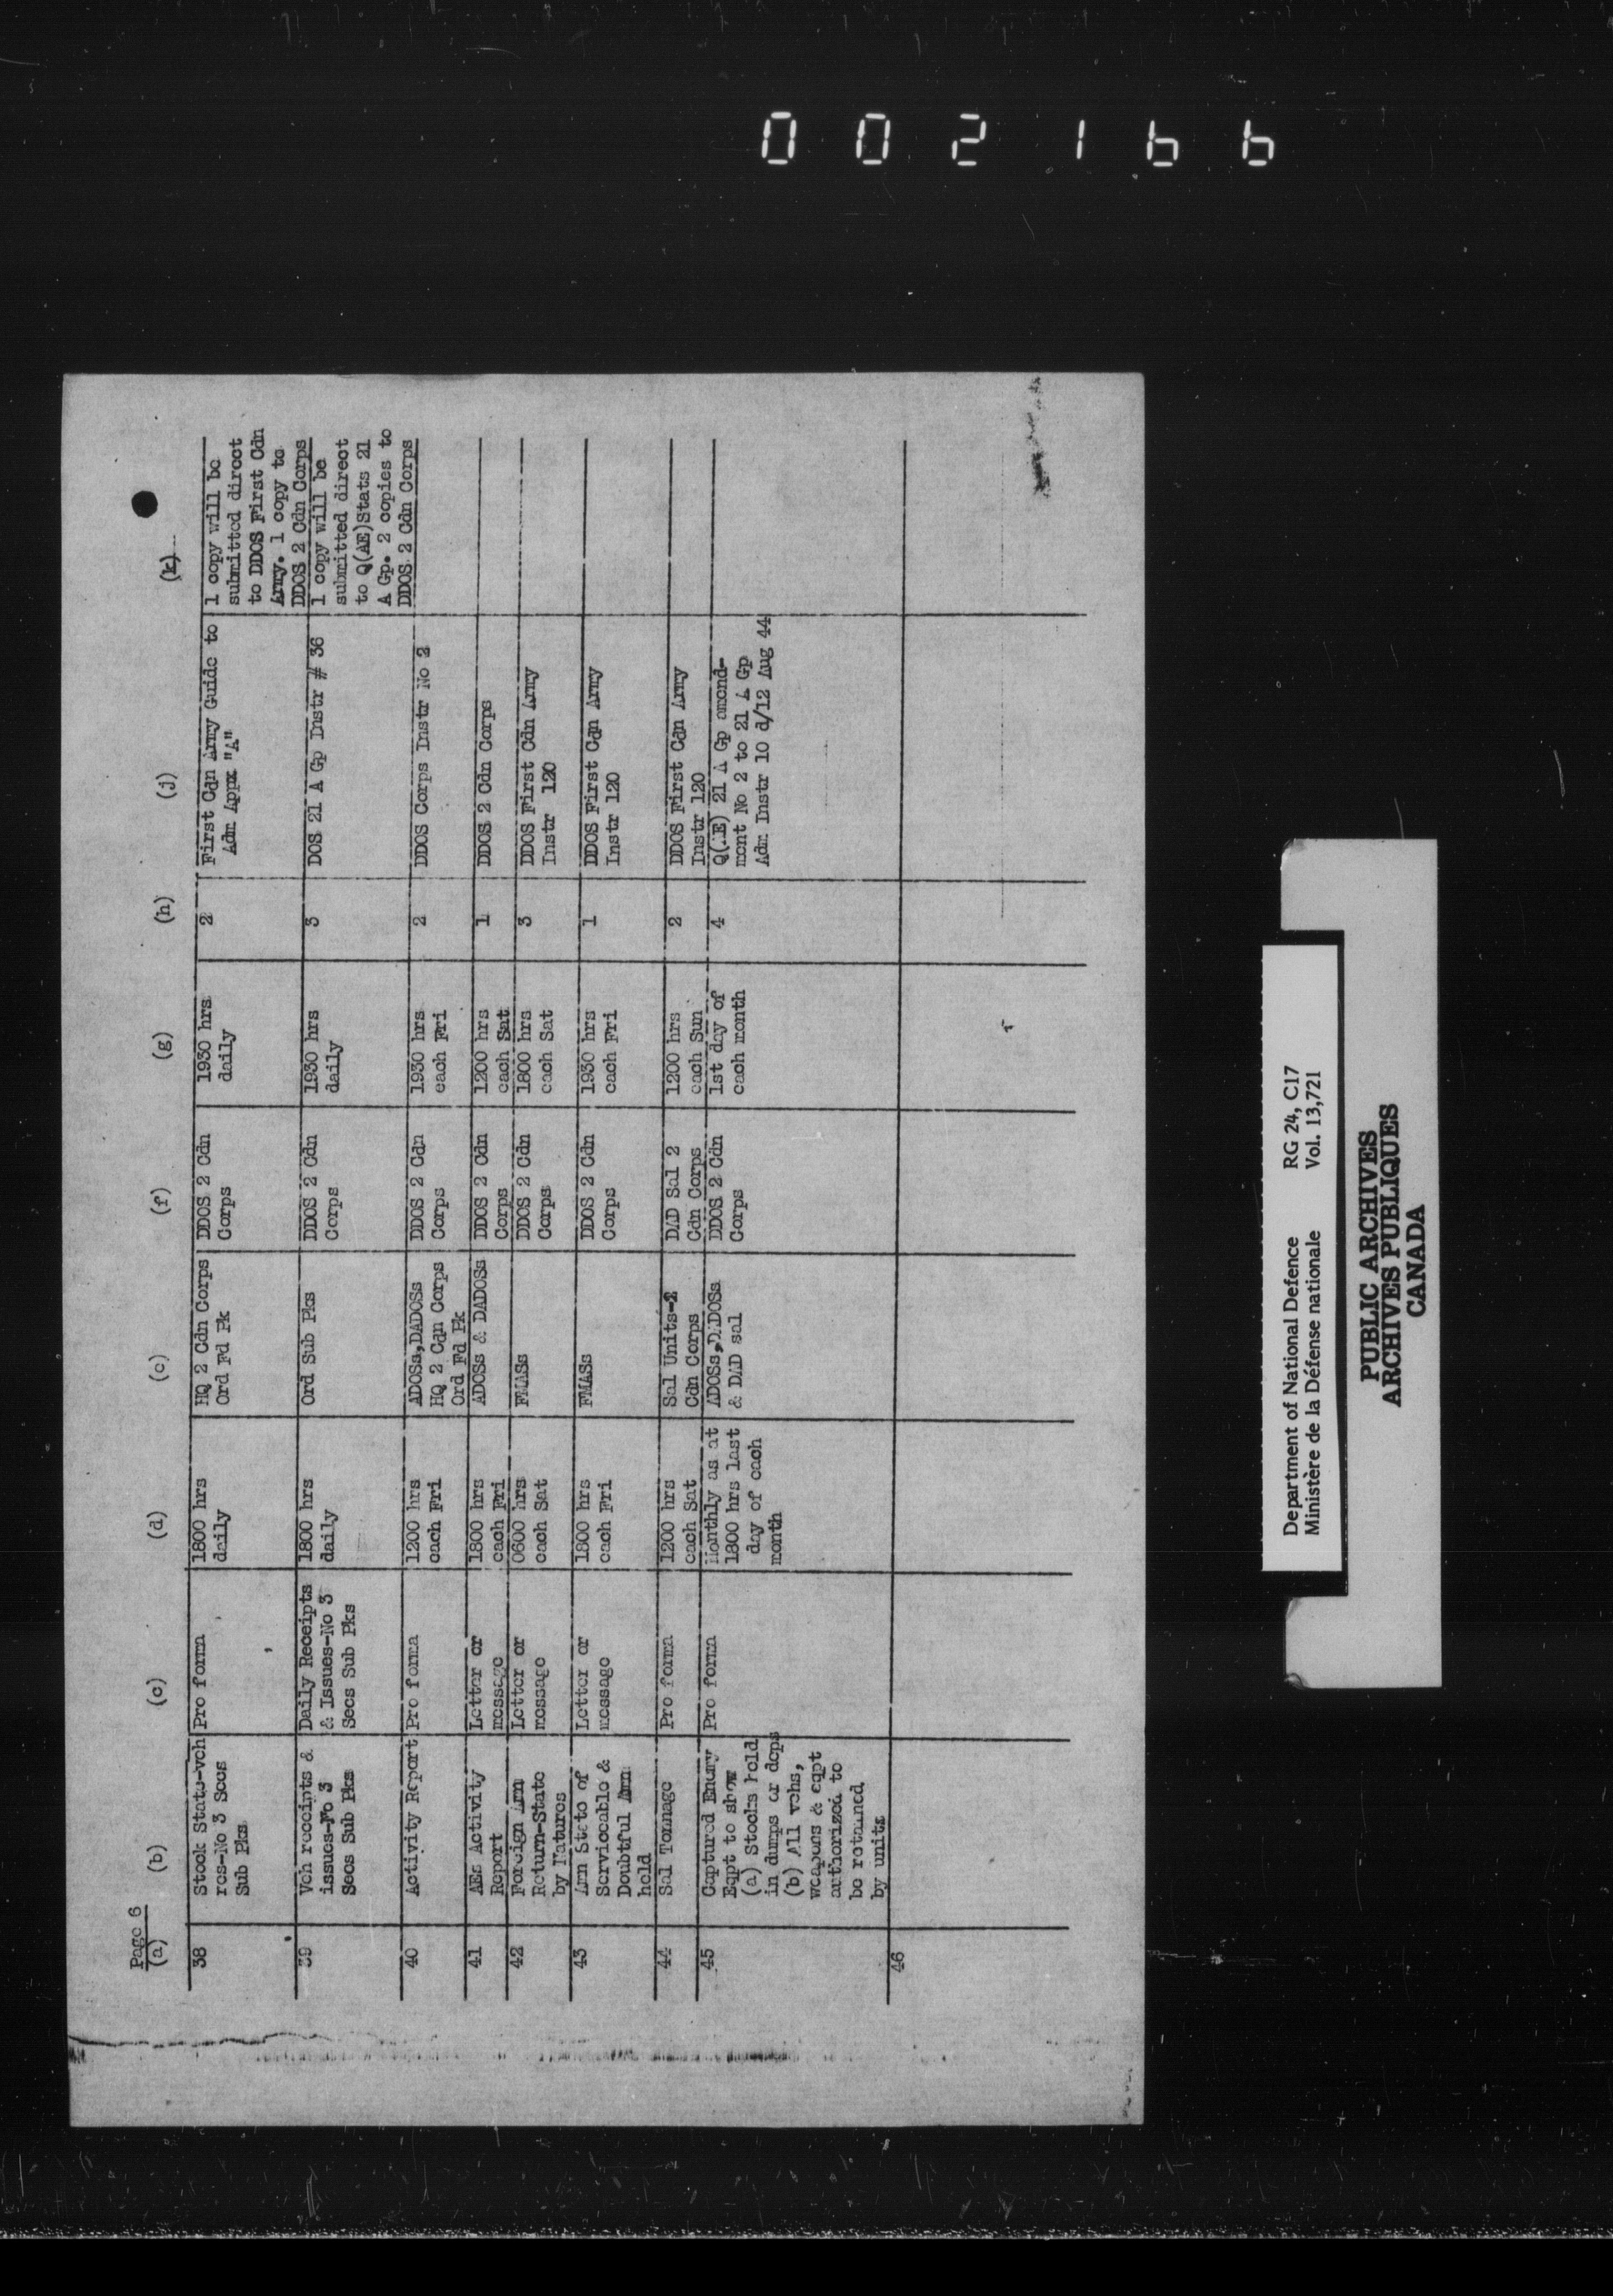 002166
Page 6
(a) (b) (c) (d) (e) (f) (g) (h) (j) (k)
38
Stock State-Veh
res-No 3 Secs
Sub Pks
Pro forma
1800 hrs
daily
HQ 2 Cdn Corps
Ord Fd Pk
DDOS 2 Cdn
Corps
1930 hrs
daily
2
First Cdn Army Guide to
Adm Appx "A"
1 copy will be
submitted direct
to DDOS First Cdn
Army. 1 copy to
DDOS 2 Cdn Corps
39
Veh receipts &
issues-No 3
Secs Sub Pks
Daily Receipts
& Issues-No 3
Secs Sub Pks
1800 hrs
daily
Ord Sub Pks
DDOS 2 Cdn
Corps
1930 hrs
daily
3
DOS 21 A Gp Instr # 36
1 copy will be
submitted direct
to Q(AE)Stats 21
A Gp. 2 copies to
DDOS 2 Cdn Corps
40
Activity Report
Pro forma
1200 hrs
each Fri
ADOSs,DADOSs
HQ 2 Cdn Corps
Ord Fd Pk
DDOS 2 Cdn
Corps
1930 hrs
each Fri
2
DDOS Corps Instr No 2
41
AEs Activity
Report
Letter or
message
1800 hrs
each Fri
ADOSs & DADOSs
DDOS 2 Cdn
Corps
1200 hrs
each Sat
1
DDOS 2 Cdn Corps
42
Foreign Amn
Return-State
by Natures
Letter or
message
0600 hrs
each Sat
FMASs
DDOS 2 Cdn
Corps
1800 hrs
each Sat
3
DDOS First Cdn Army
Instr 120
43
Amn State of
Serviceable &
Doubtful Amn
held
Letter or
message
1800 hrs
each Fri
FMASs
DDOS 2 Cdn
Corps
1930 hrs
each Fri
1
DDOS First Cdn Army
Instr 120
44
Sal Tonnage
Pro forma
1200 hrs
each Sat
Sal Units-2
Cdn Corps
DAD Sal 2
Cdn Corps
1200 hrs
each Sun
2
DDOS First Cdn Army
Instr 120
45
Captured Enemy
Eqpt to show
(a) Stocks held
in dumps or deps
(b) All vehs,
weapons & eqpt
authorized to
be retained
by units
Pro forma
Monthly as at
1800 hrs last
day of each
month
ADOSs,DADOSs
& DAD sal
DDOS 2 Cdn
Corps
1st day of
each month
4
Q(AE) 21 A Gp amend-
ment No 2 to 21 A Gp
Adm Instr 10 d/12 Aug 44
46
Department of National Defence RG 24, C17
Ministère de la Défense nationale Vol. 13,721
PUBLIC ARCHIVES
ARCHIVES PUBLIQUES
CANADA